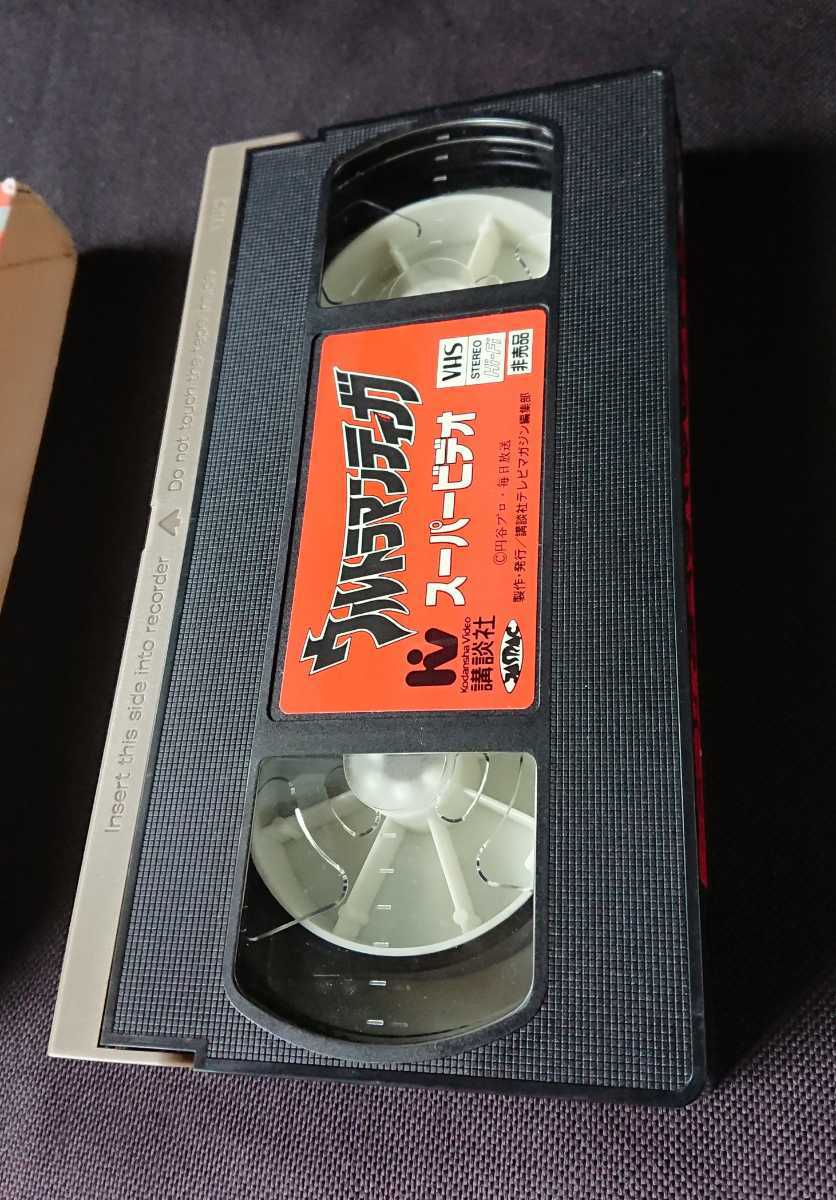 ウルトラマンティガ
スーパービデオ
©円谷プロ・毎日放送
製作・発行/講談社テレビマガジン編集部
Kodansha Video
講談社
VHS
STEREO
Hi-Fi
非売品
Insert this side into recorder
Do not touch the tape inside
VHS